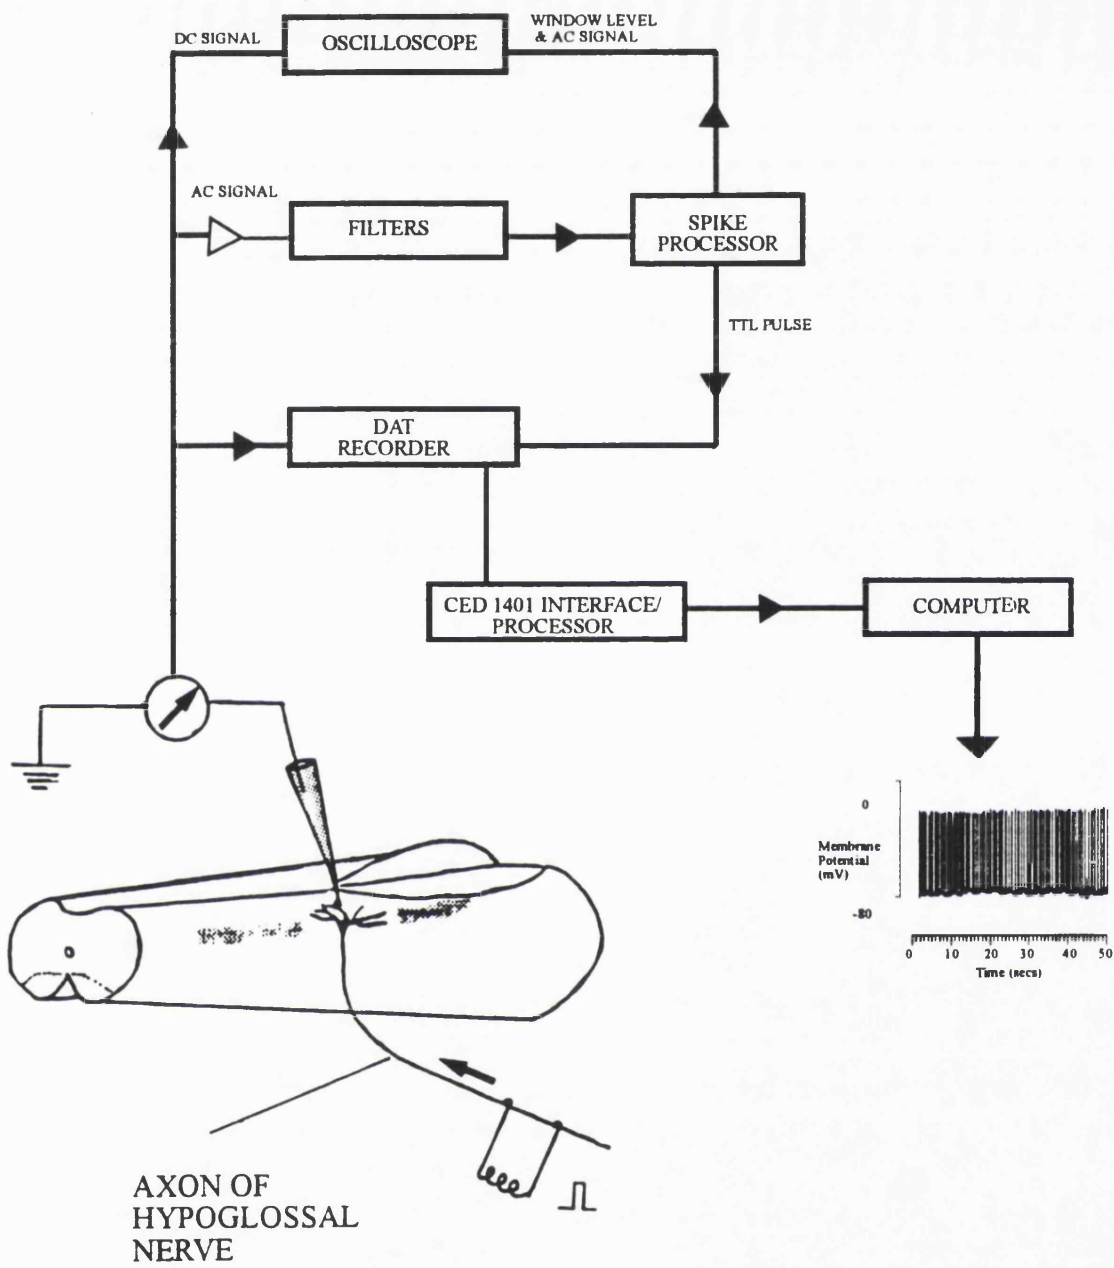 DC SIGNAL
OSCILLOSCOPE
WINDOW LEVEL
& AC SIGNAL
AC SIGNAL
FILTERS
SPIKE
PROCESSOR
TTL PULSE
DAT
RECORDER
CED 1401 INTERFACE/
PROCESSOR
COMPUTER
0
Membrane
Potential
(mV)
-80
0 10 20 30 40 50
Time (secs)
AXON OF
HYPOGLOSSAL
NERVE